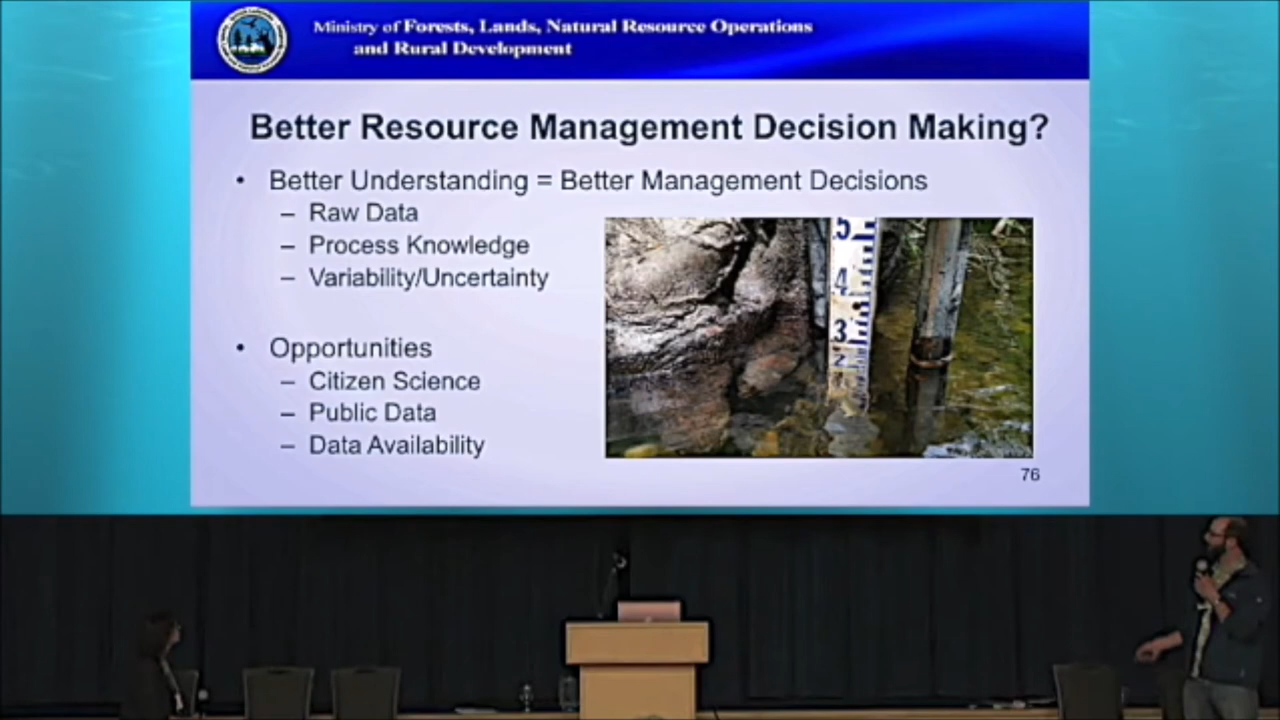 Ministry of Forests, Lands, Natural Resource Operations
and Rural Development
Better Resource Management Decision Making?
• Better Understanding = Better Management Decisions
– Raw Data
– Process Knowledge
– Variability/Uncertainty
• Opportunities
– Citizen Science
– Public Data
– Data Availability
5
4
3
2
76